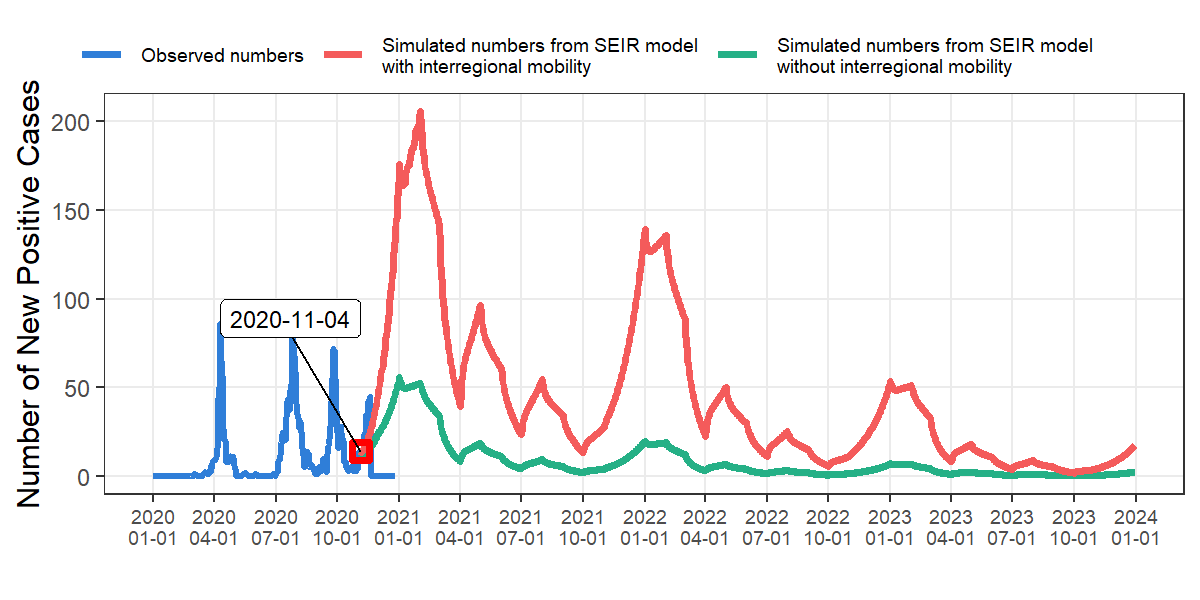 Observed numbers
Simulated numbers from SEIR model
with interregional mobility
Simulated numbers from SEIR model
without interregional mobility
Number of New Positive Cases
200
150
100
50
0
2020-11-04
2020 2020 2020 2020 2021 2021 2021 2021 2022 2022 2022 2022 2023 2023 2023 2023 2024
01-01 04-01 07-01 10-01 01-01 04-01 07-01 10-01 01-01 04-01 07-01 10-01 01-01 04-01 07-01 10-01 01-01